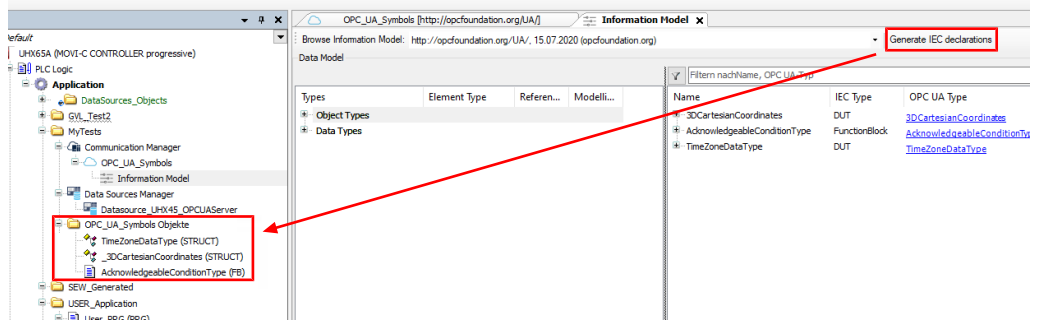 OPC_UA_Symbols [http://opcfoundation.org/UA/]
Information Model
Default
Browse Infomation Model: http://opcfoundation.org/UA/, 15.07.2020 (opcfoundation.org)
Generate IEC declarations
UHX65A (MOVI-C CONTROLLER progressive)
PLC Logic
Application
DataSources_Objects
GVL_Test2
MyTests
Communication Manager
OPC_UA_Symbols
Information Model
Data Sources Manager
Datasource_UHX45_OPCUAServer
OPC_UA_Symbols Objekte
TimeZoneDataType (STRUCT)
_3DCartesianCoordinates (STRUCT)
AcknowledgeableConditionType (FB)
SEW_Generated
USER_Application
User_PRG (PRG)
Data Model
Types Element Type Referen... Modelli...
Object Types
Data Types
Filtern nachName, OPC UA-Typ
Name IEC Type OPC UA Type
3DCartesianCoordinates DUT 3DCartesianCoordinates
AcknowledgeableConditionType FunctionBlock AcknowledgeableConditionTy
TimeZoneDataType DUT TimeZoneDataType